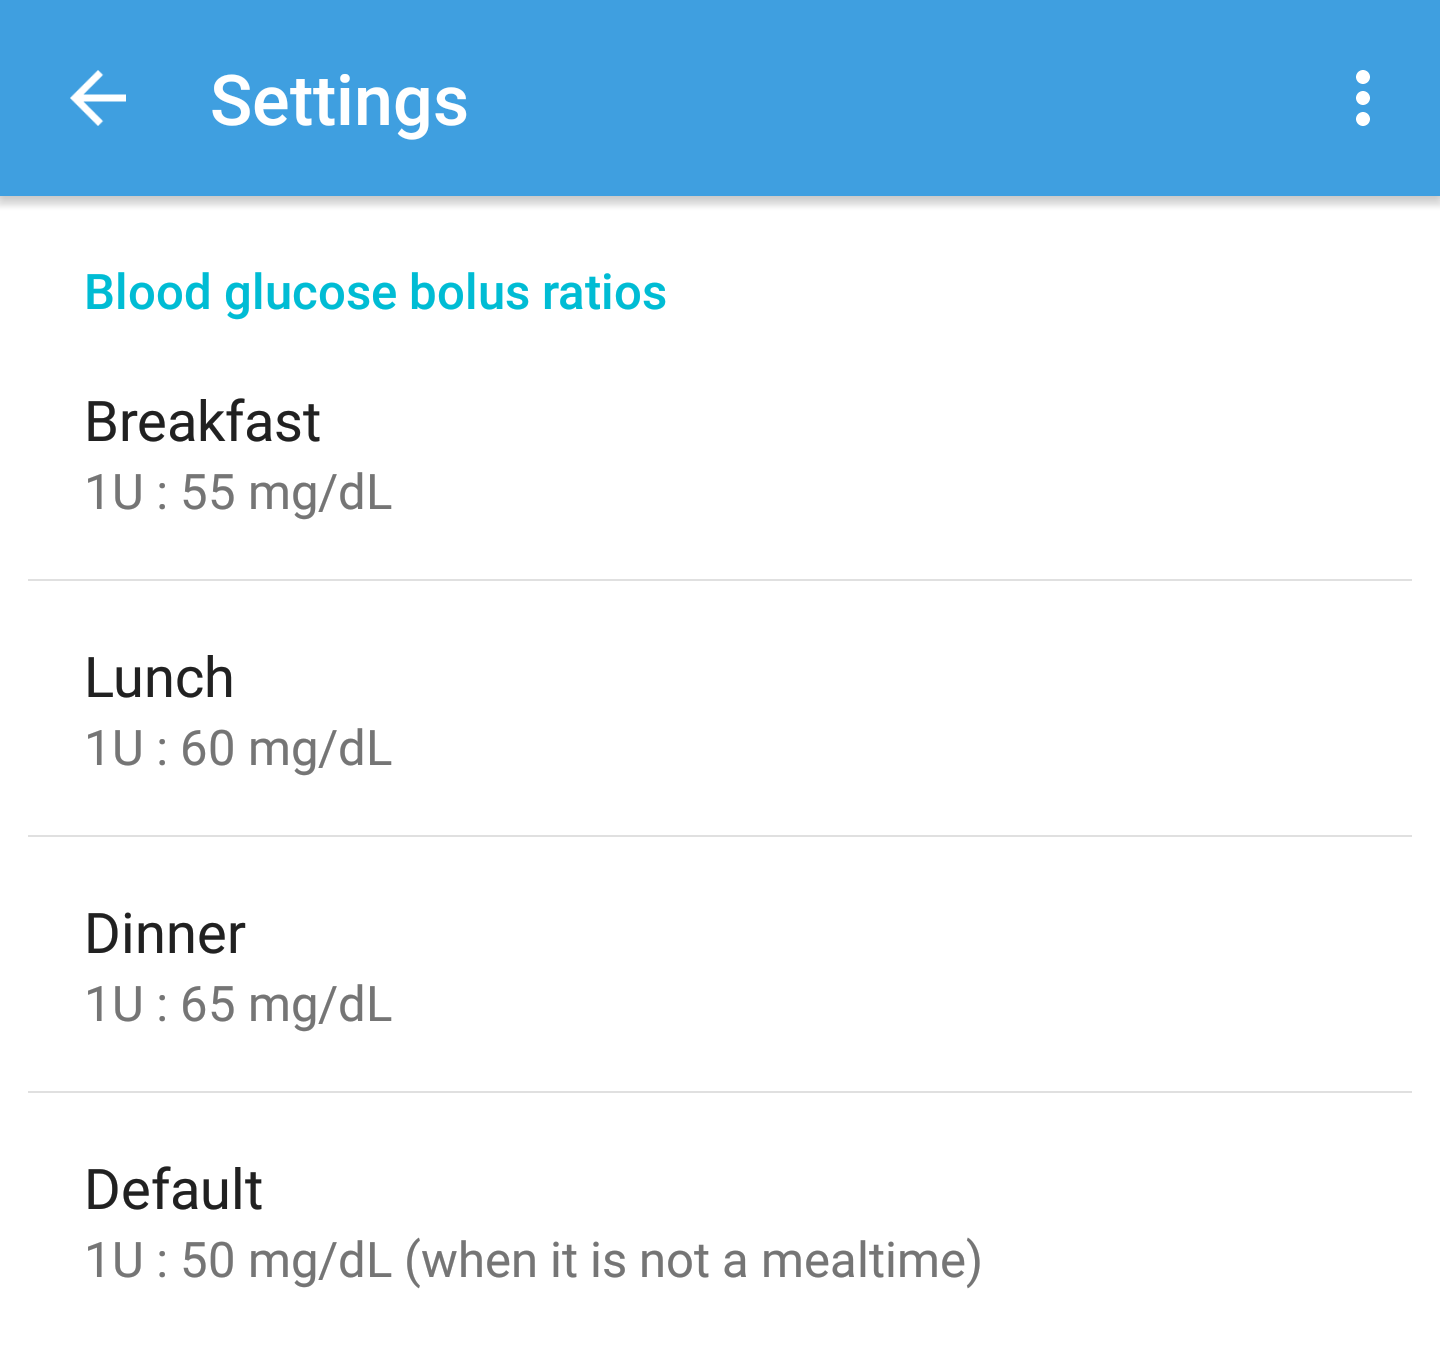 Settings
Blood glucose bolus ratios
Breakfast
1U : 55 mg/dL
Lunch
1U : 60 mg/dL
Dinner
1U : 65 mg/dL
Default
1U : 50 mg/dL (when it is not a mealtime)